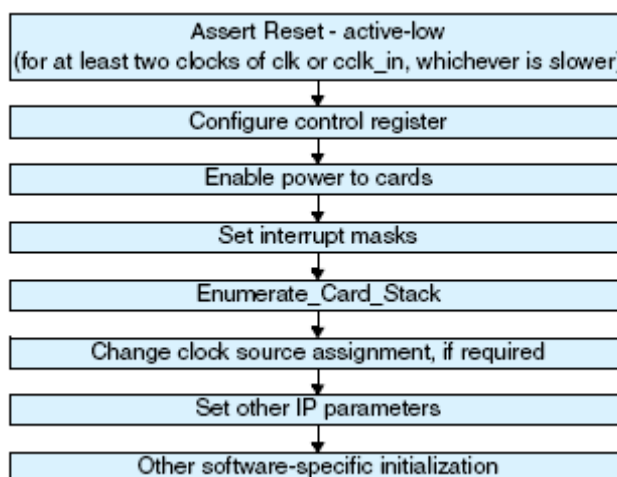 Assert Reset - active-low
(for at least two clocks of clk or cclk_in, whichever is slower)
Configure control register
Enable power to cards
Set interrupt masks
Enumerate_Card_Stack
Change clock source assignment, if required
Set other IP parameters
Other software-specific initialization